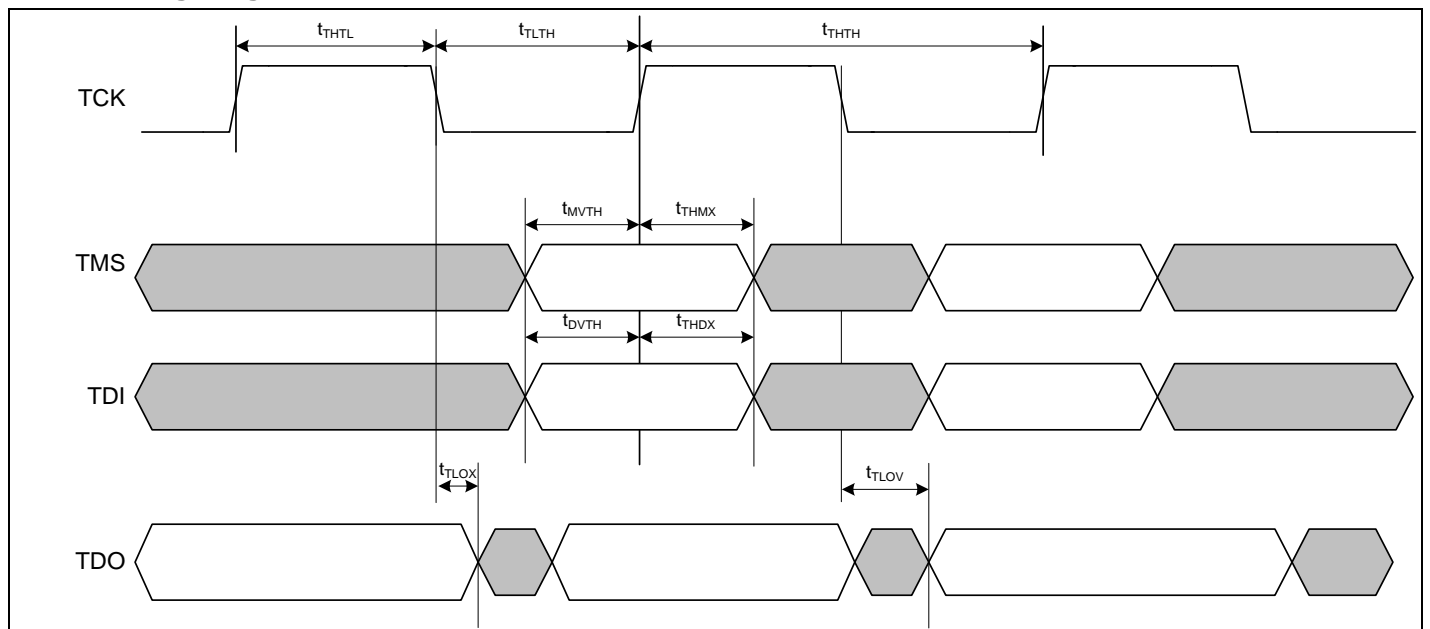 tTHTL tTLTH tTHTH
TCK
tMVTH tTHMX
TMS
tDVTH tTHDX
TDI
tTLOX tTLOV
TDO